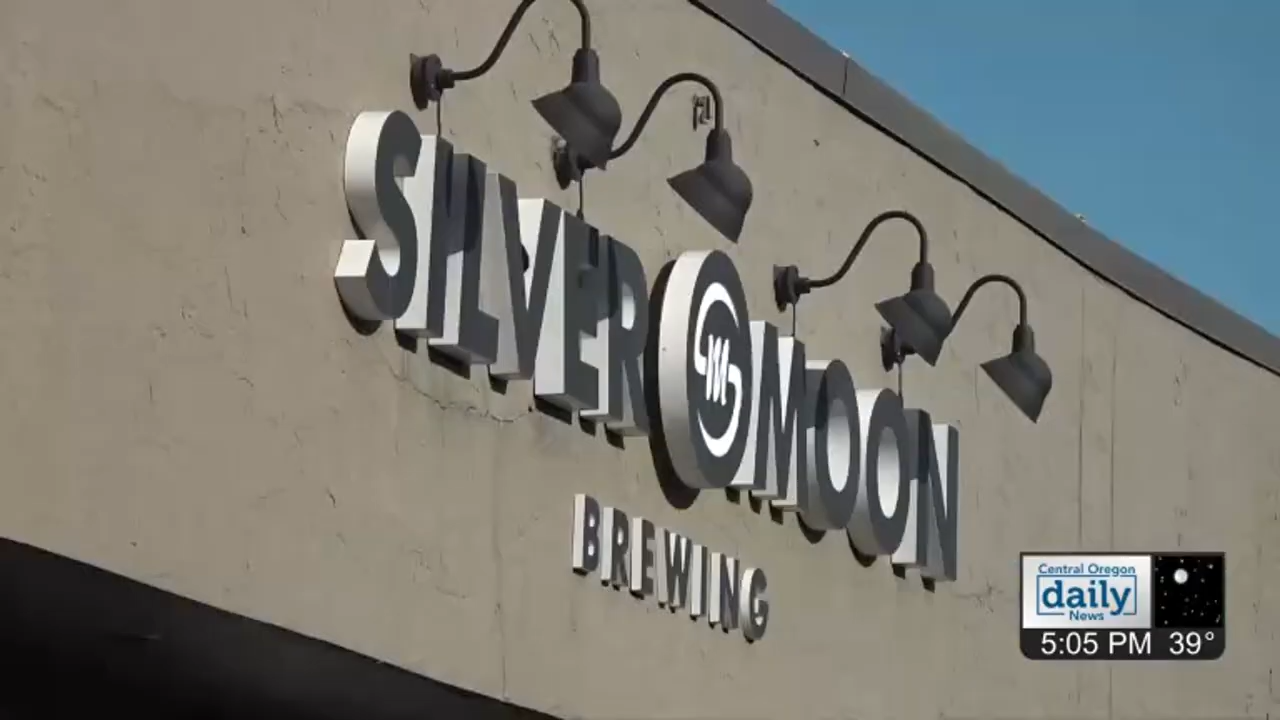 SILVER m MOON
BREWING
Central Oregon
daily
News
5:05 PM 39°